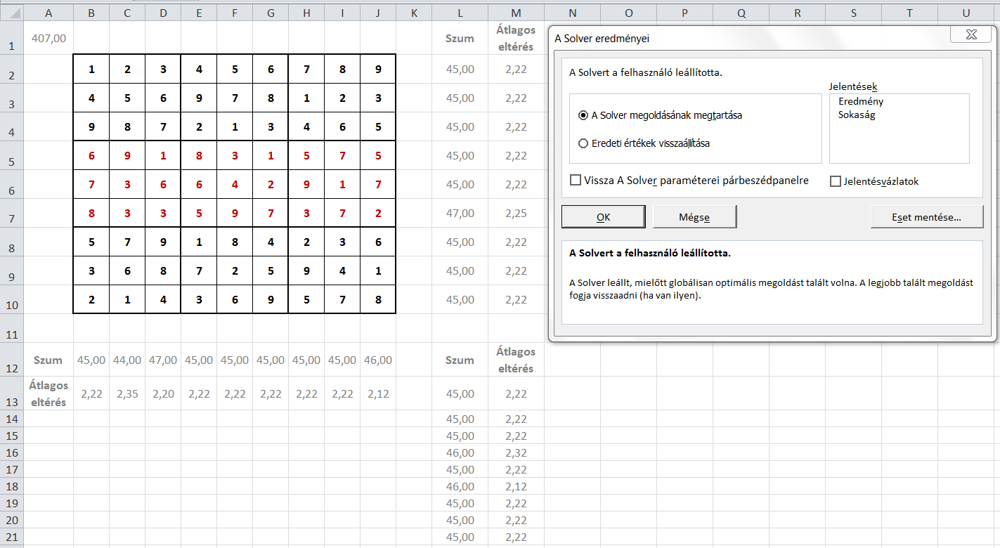 A B C D E F G H I J K L M N O P Q R S T U
1 407,00 Szum Átlagos eltérés
2 1 2 3 4 5 6 7 8 9 45,00 2,22
3 4 5 6 9 7 8 1 2 3 45,00 2,22
4 9 8 7 2 1 3 4 6 5 45,00 2,22
5 6 9 1 8 3 1 5 7 5 45,00 2,22
6 7 3 6 6 4 2 9 1 7 45,00 2,22
7 8 3 3 5 9 7 3 7 2 47,00 2,25
8 5 7 9 1 8 4 2 3 6 45,00 2,22
9 3 6 8 7 2 5 9 4 1 45,00 2,22
10 2 1 4 3 6 9 5 7 8 45,00 2,22
11
12 Szum 45,00 44,00 47,00 45,00 45,00 45,00 45,00 45,00 46,00 Szum Átlagos eltérés
13 Átlagos eltérés 2,22 2,35 2,20 2,22 2,22 2,22 2,22 2,22 2,12 45,00 2,22
14 45,00 2,22
15 45,00 2,22
16 46,00 2,32
17 45,00 2,22
18 46,00 2,12
19 45,00 2,22
20 45,00 2,22
21 45,00 2,22
A Solver eredményei
A Solvert a felhasználó leállította.
Jelentések
Eredmény
Sokaság
A Solver megoldásának megtartása
Eredeti értékek visszaállítása
Vissza A Solver paraméterei párbeszédpanelre
Jelentésvázlatok
OK
Mégse
Eset mentése...
A Solvert a felhasználó leállította.
A Solver leállt, mielőtt globálisan optimális megoldást talált volna. A legjobb talált megoldást
fogja visszaadni (ha van ilyen).